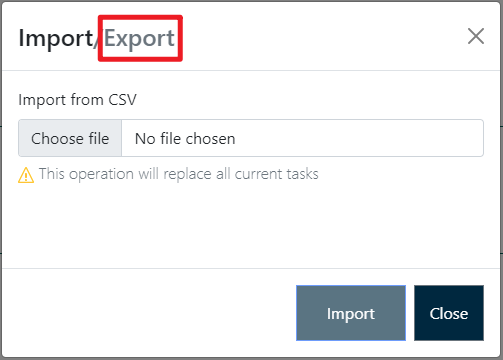 Import/Export
Import from CSV
Choose file No file chosen
This operation will replace all current tasks
Import Close